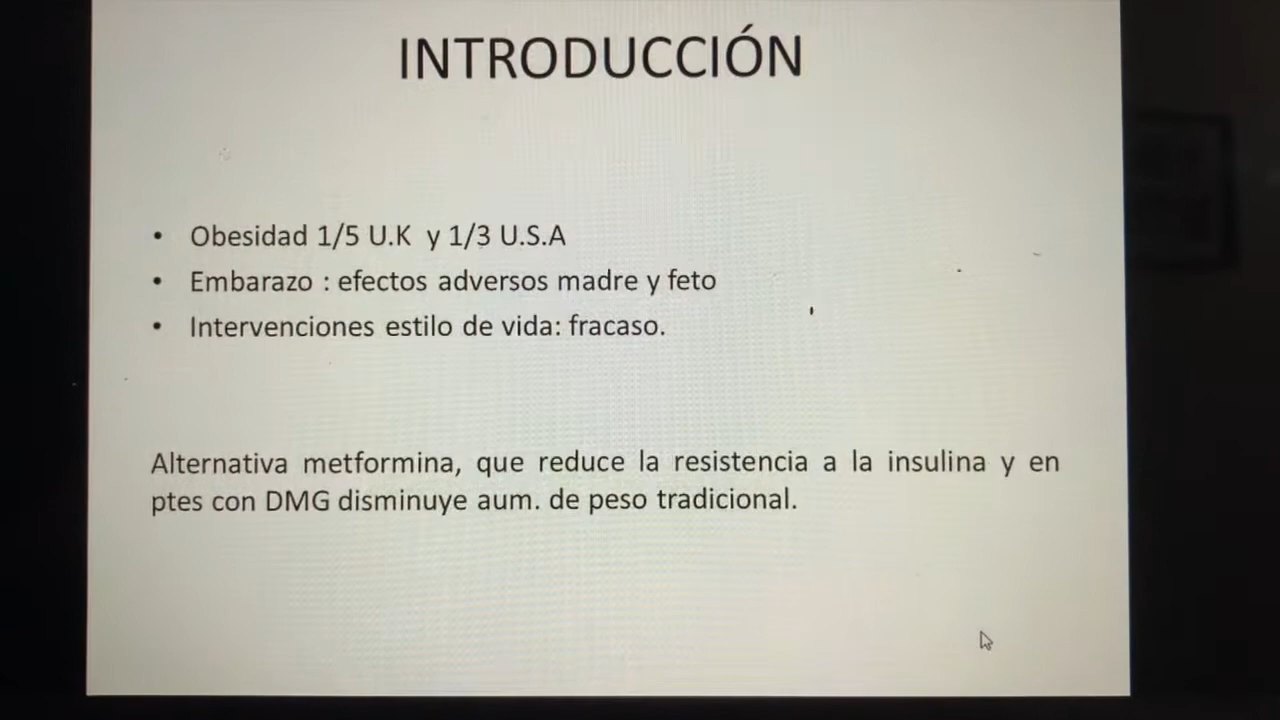 INTRODUCCIÓN
• Obesidad 1/5 U.K y 1/3 U.S.A
• Embarazo : efectos adversos madre y feto
• Intervenciones estilo de vida: fracaso.
Alternativa metformina, que reduce la resistencia a la insulina y en
ptes con DMG disminuye aum. de peso tradicional.